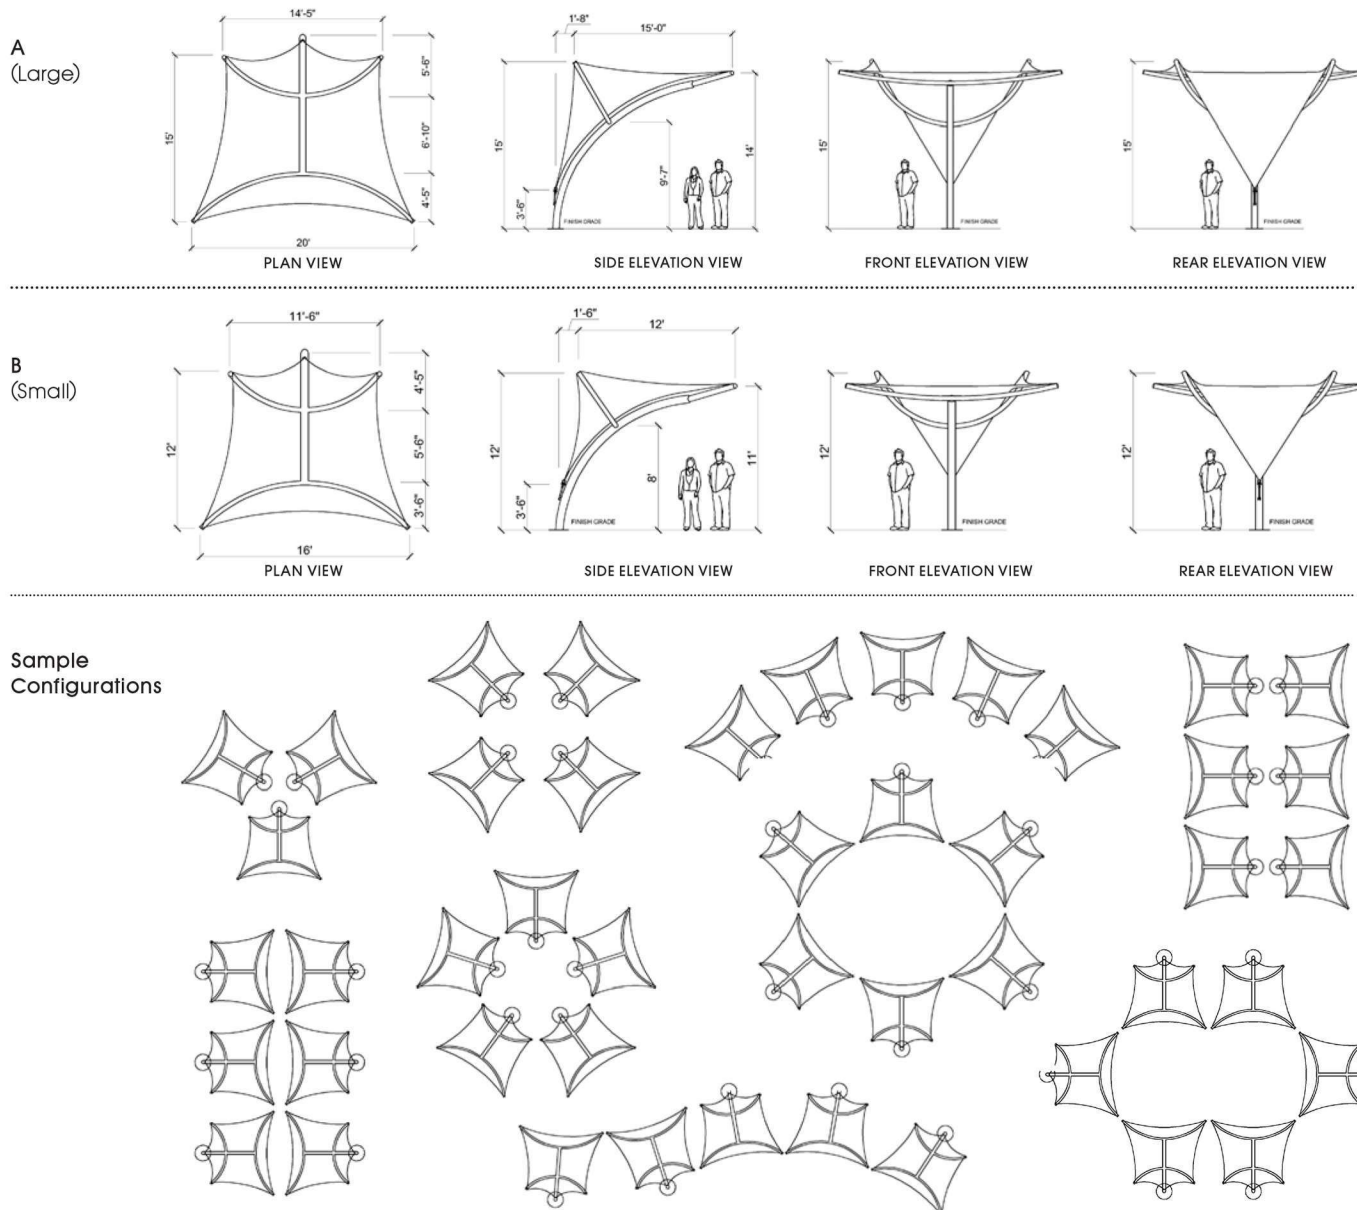 A
(Large)
14'-5"
15'
5'-6"
6'-10"
4'-5"
20'
PLAN VIEW
1'-8"
15'-0"
15'
3'-6"
9'-7"
14'
FINISH GRADE
SIDE ELEVATION VIEW
15'
FINISH GRADE
FRONT ELEVATION VIEW
15'
FINISH GRADE
REAR ELEVATION VIEW
B
(Small)
11'-6"
12'
4'-5"
5'-6"
3'-6"
16'
PLAN VIEW
1'-6"
12'
12'
3'-6"
8'
11'
FINISH GRADE
SIDE ELEVATION VIEW
12'
FINISH GRADE
FRONT ELEVATION VIEW
12'
FINISH GRADE
REAR ELEVATION VIEW
Sample
Configurations